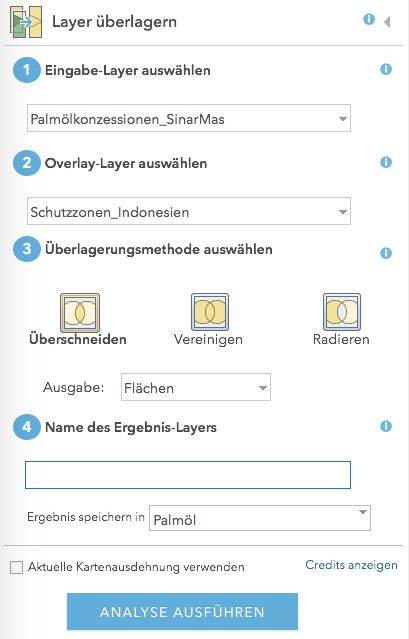 Layer überlagern
1 Eingabe-Layer auswählen
Palmölkonzessionen_SinarMas
2 Overlay-Layer auswählen
Schutzzonen_Indonesien
3 Überlagerungsmethode auswählen
Überschneiden Vereinigen Radieren
Ausgabe: Flächen
4 Name des Ergebnis-Layers
Ergebnis speichern in Palmöl
Aktuelle Kartenausdehnung verwenden Credits anzeigen
ANALYSE AUSFÜHREN